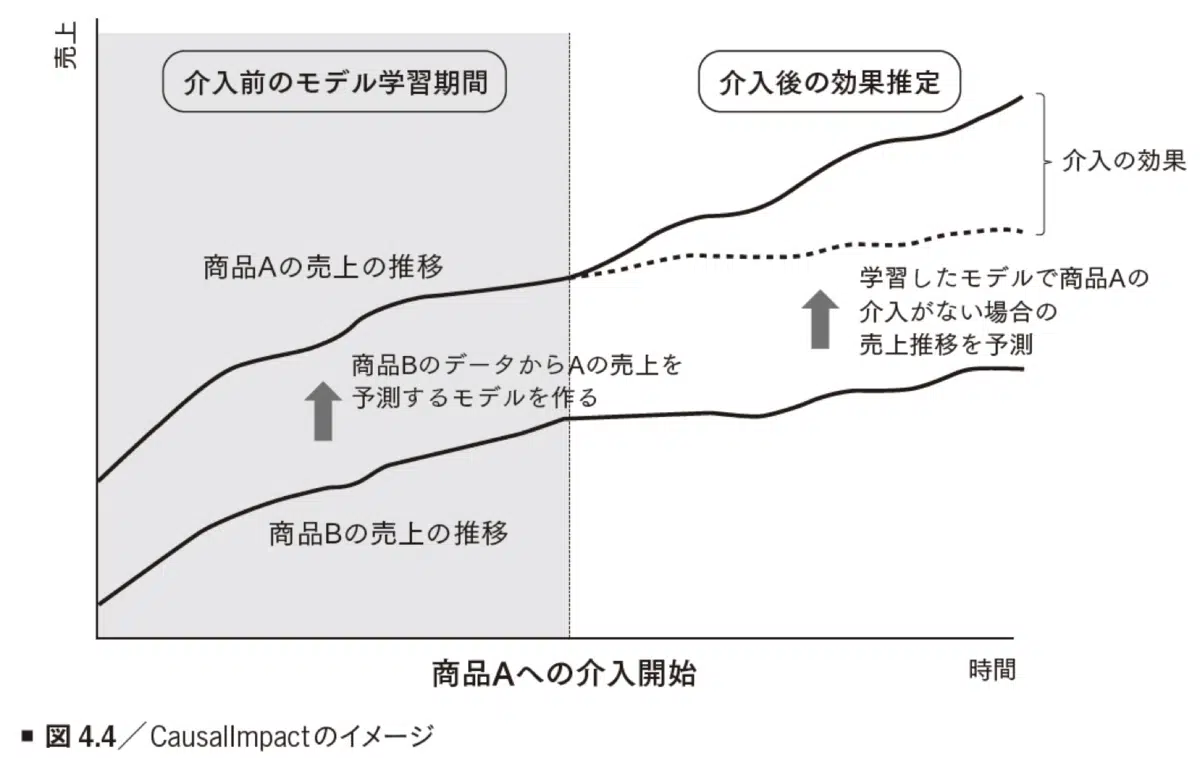 売上
介入前のモデル学習期間
介入後の効果推定
介入の効果
商品Aの売上の推移
学習したモデルで商品Aの
介入がない場合の
売上推移を予測
商品BのデータからAの売上を
予測するモデルを作る
商品Bの売上の推移
商品Aへの介入開始
時間
■ 図 4.4／CausalImpactのイメージ